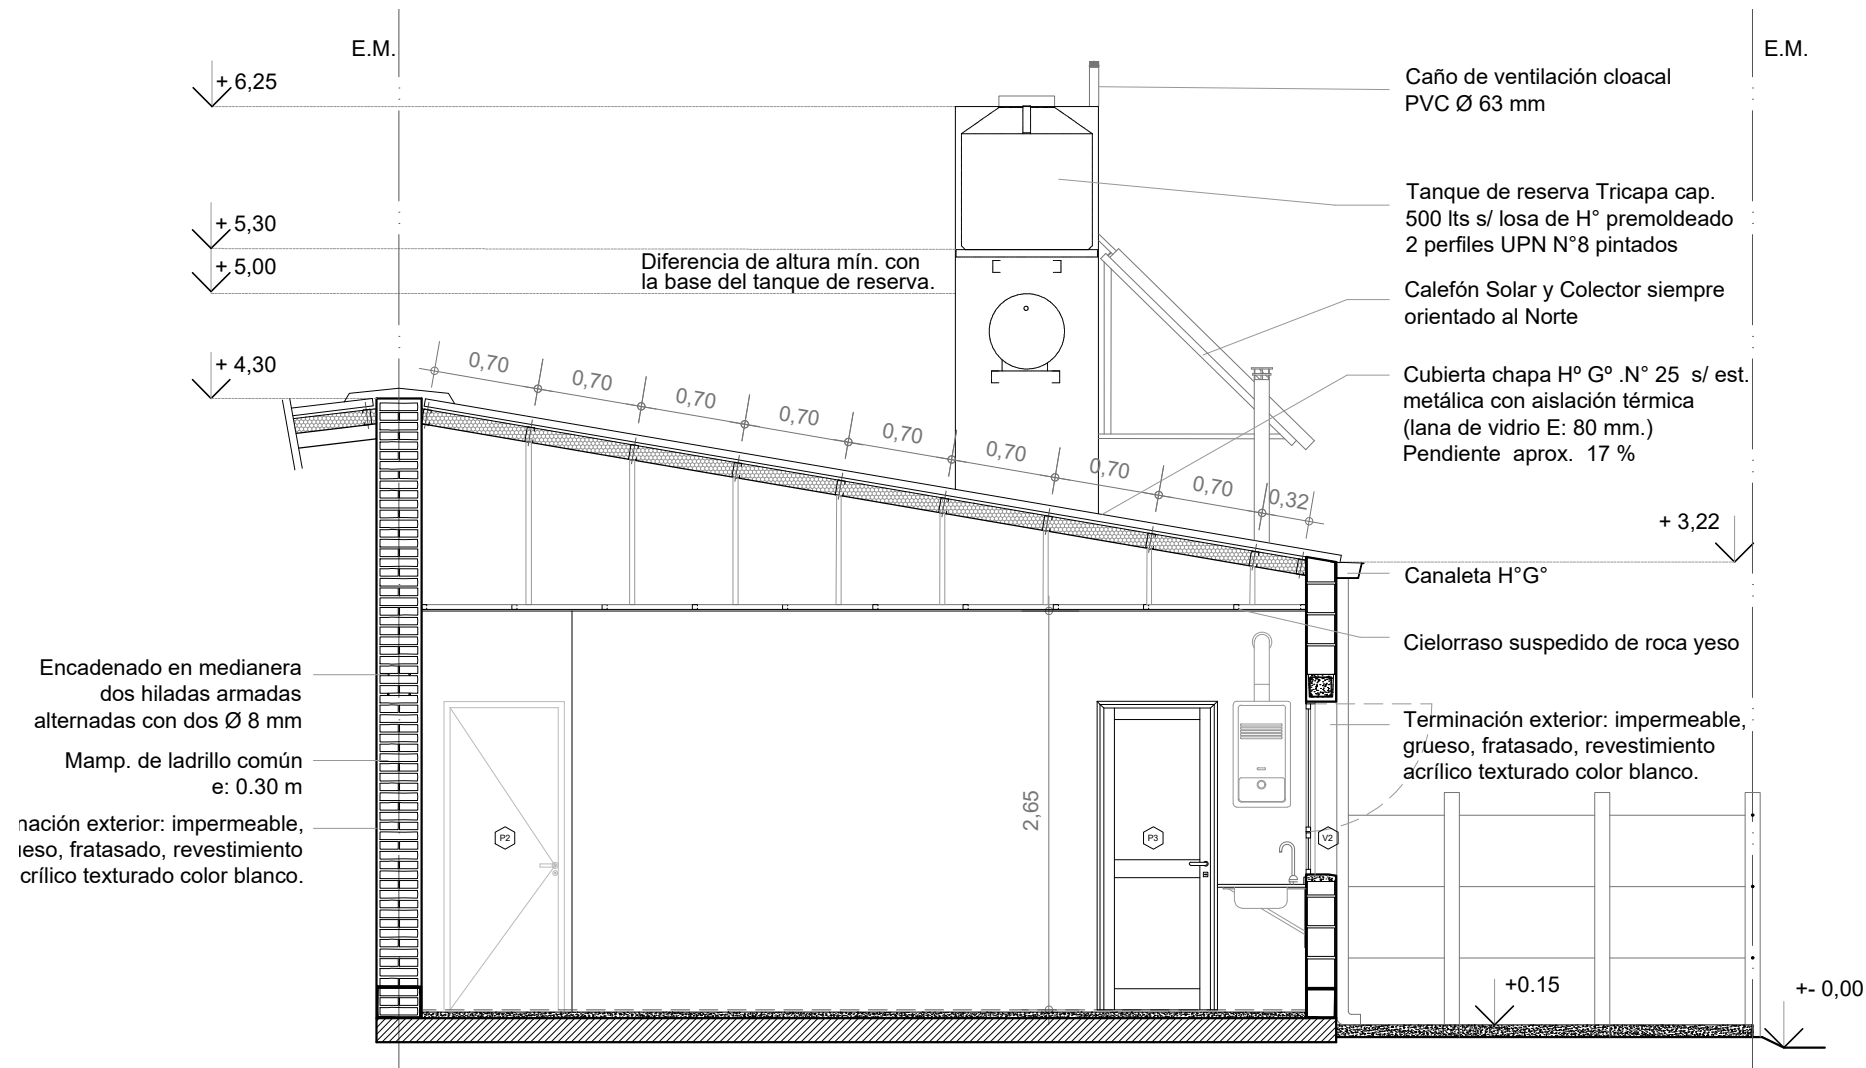 E.M.
E.M.
+ 6,25
+ 5,30
+ 5,00
+ 4,30
Diferencia de altura mín. con
la base del tanque de reserva.
Caño de ventilación cloacal
PVC Ø 63 mm
Tanque de reserva Tricapa cap.
500 lts s/ losa de H° premoldeado
2 perfiles UPN N°8 pintados
Calefón Solar y Colector siempre
orientado al Norte
Cubierta chapa Hº Gº .N° 25 s/ est.
metálica con aislación térmica
(lana de vidrio E: 80 mm.)
Pendiente aprox. 17 %
0,70
0,70
0,70
0,70
0,70
0,70
0,70
0,70
0,32
+ 3,22
Canaleta H°G°
Cielorraso suspedido de roca yeso
Terminación exterior: impermeable,
grueso, fratasado, revestimiento
acrílico texturado color blanco.
Encadenado en medianera
dos hiladas armadas
alternadas con dos Ø 8 mm
Mamp. de ladrillo común
e: 0.30 m
nación exterior: impermeable,
ueso, fratasado, revestimiento
crílico texturado color blanco.
2,65
P2
P3
V2
+0.15
+- 0,00